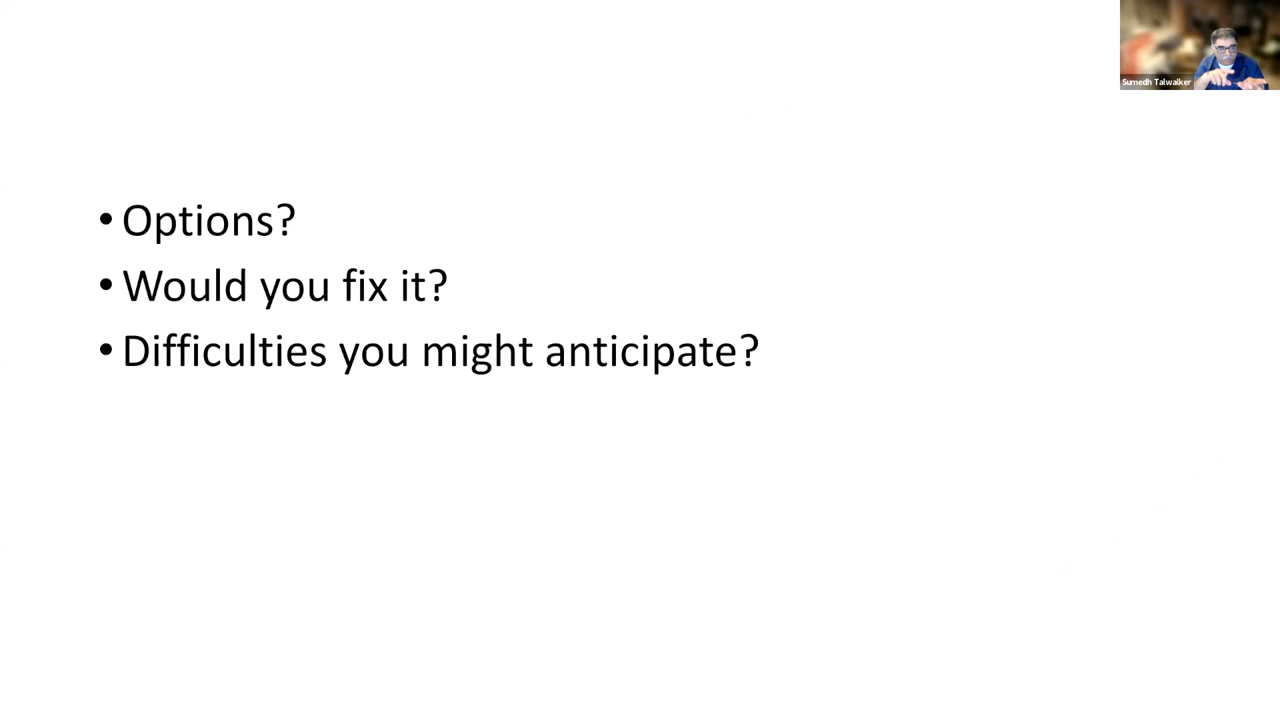 Sumedh Talwalker
• Options?
• Would you fix it?
• Difficulties you might anticipate?